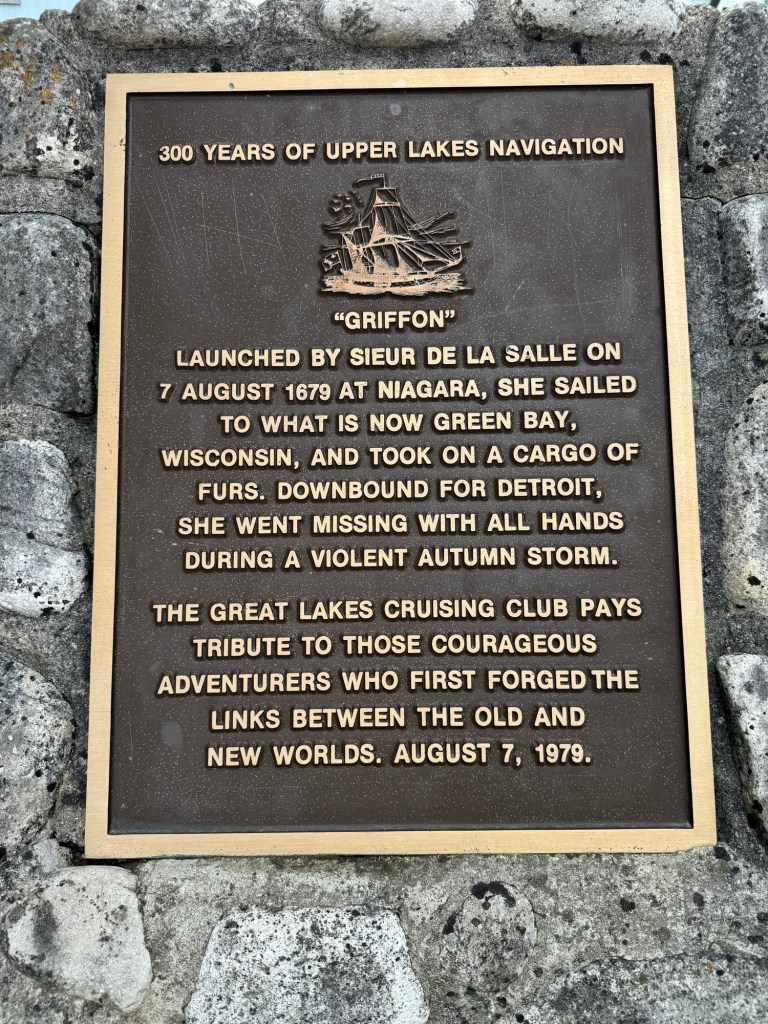 300 YEARS OF UPPER LAKES NAVIGATION
“GRIFFON”
LAUNCHED BY SIEUR DE LA SALLE ON
7 AUGUST 1679 AT NIAGARA, SHE SAILED
TO WHAT IS NOW GREEN BAY,
WISCONSIN, AND TOOK ON A CARGO OF
FURS. DOWNBOUND FOR DETROIT,
SHE WENT MISSING WITH ALL HANDS
DURING A VIOLENT AUTUMN STORM.
THE GREAT LAKES CRUISING CLUB PAYS
TRIBUTE TO THOSE COURAGEOUS
ADVENTURERS WHO FIRST FORGED THE
LINKS BETWEEN THE OLD AND
NEW WORLDS. AUGUST 7, 1979.